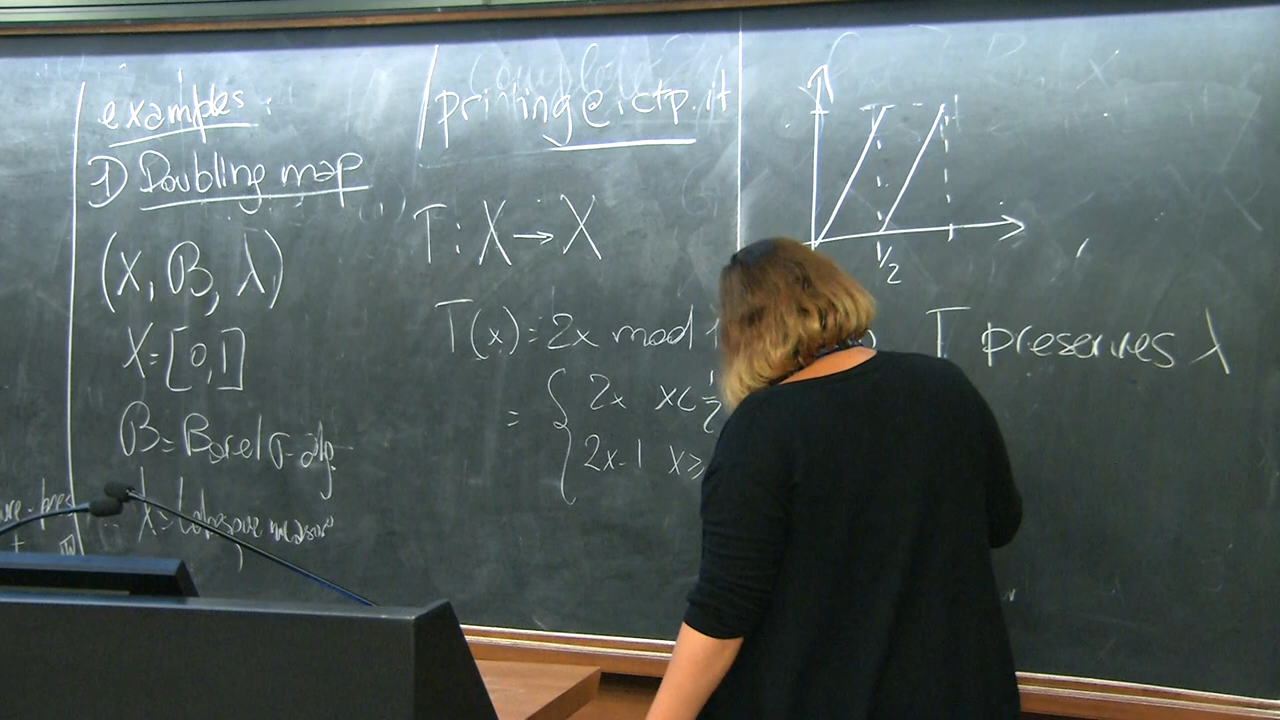 examples:
1) Doubling map
(X, B, λ)
X=[0,1]
B= Borel σ-alg.
λ= Lebesgue measure
printing@ictp.it
T: X → X
T(x)= 2x mod 1
= { 2x x< 1/2
2x-1 x≥
1/2
T preserves λ